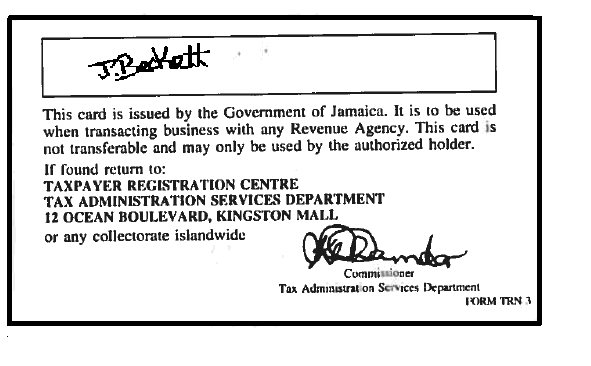 J. Beckett
This card is issued by the Government of Jamaica. It is to be used
when transacting business with any Revenue Agency. This card is
not transferable and may only be used by the authorized holder.
If found return to:
TAXPAYER REGISTRATION CENTRE
TAX ADMINISTRATION SERVICES DEPARTMENT
12 OCEAN BOULEVARD, KINGSTON MALL
or any collectorate islandwide
Commissioner
Tax Administration Services Department
FORM TRN 3